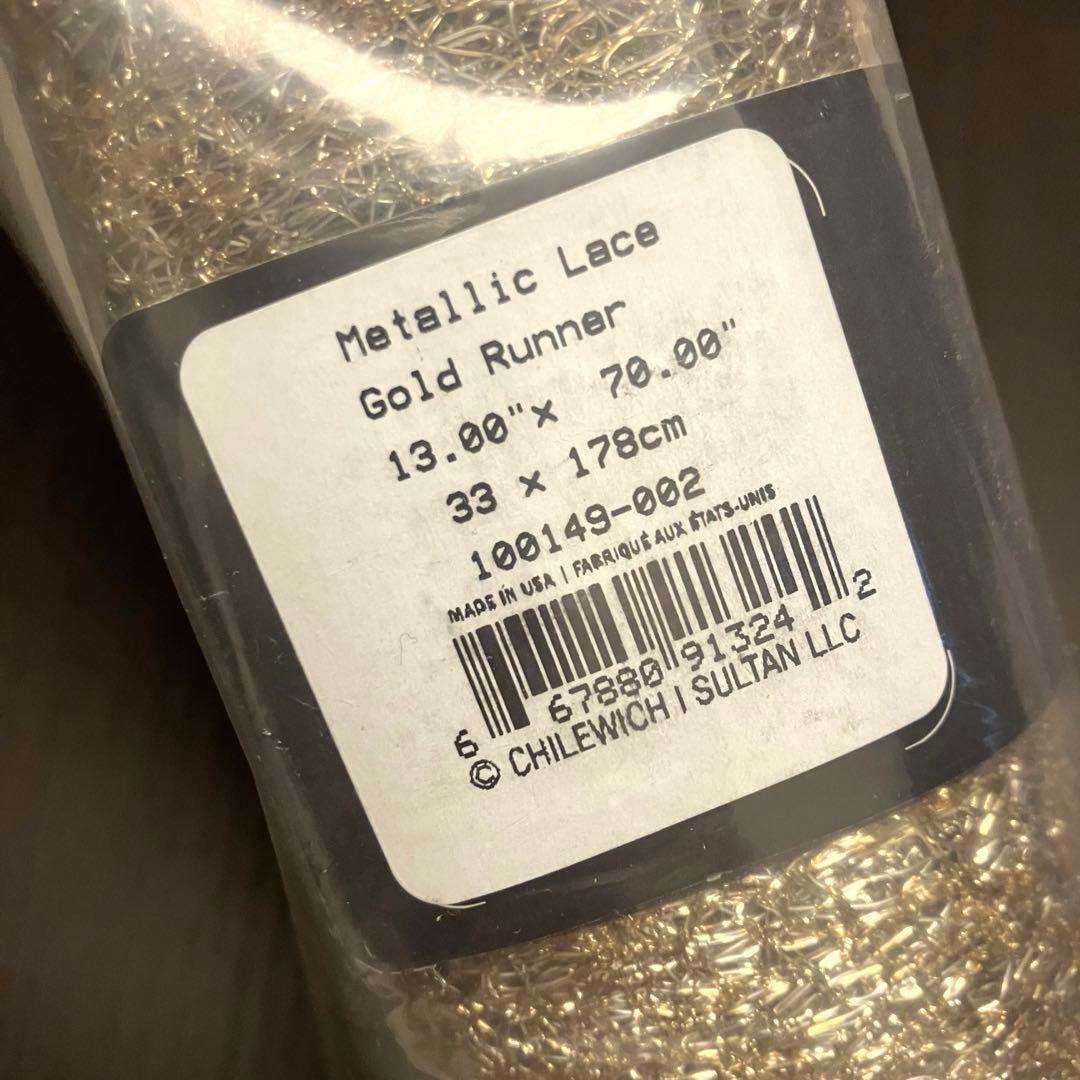 Metallic Lace
Gold Runner
13.00"x 70.00"
33 x 178cm
100149-002
MADE IN USA | FABRIQUÉ AUX ÉTATS-UNIS
6 67880 91324 2
© CHILEWICH | SULTAN LLC